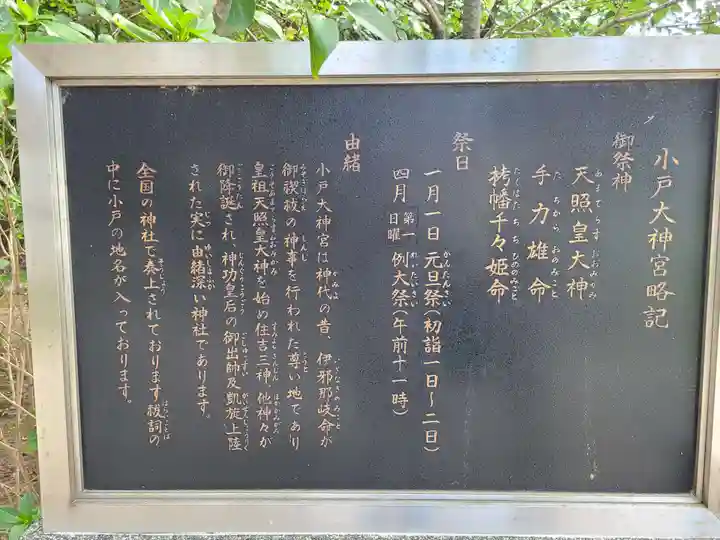 小戸大神宮略記
御祭神
天照皇大神
手力雄命
栲幡千々姫命
祭日
一月一日 元旦祭(初詣一日～二日)
四月 第一日曜 例大祭(午前十一時)
由緒
小戸大神宮は神代の昔、伊邪那岐命が
御禊祓の神事を行われた尊い地であり
皇祖天照皇大神を始め住吉三神、他神々が
御降誕され、神功皇后の御出師及凱旋上陸
された実に由緒深い神社であります。
全国の神社で奏上されております祓詞の
中に小戸の地名が入っております。